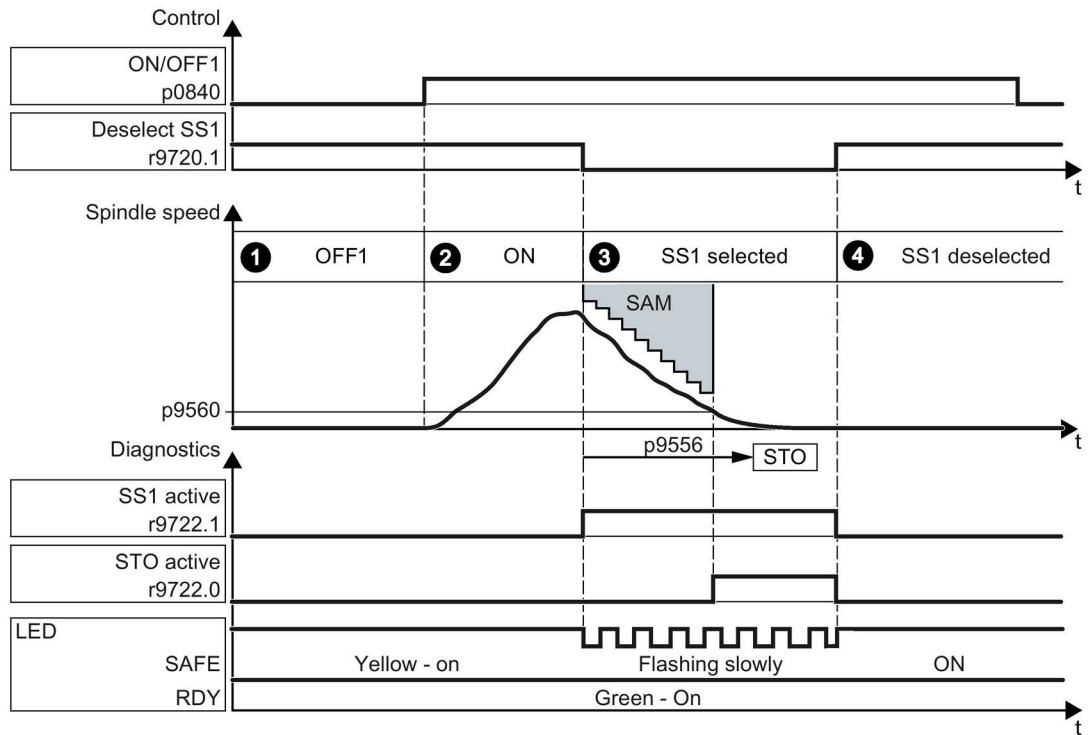 Control
ON/OFF1
p0840
Deselect SS1
r9720.1
t
Spindle speed
1 OFF1 2 ON 3 SS1 selected 4 SS1 deselected
SAM
p9560
t
Diagnostics
p9556
STO
SS1 active
r9722.1
STO active
r9722.0
LED
SAFE Yellow - on Flashing slowly ON
RDY Green - On
t